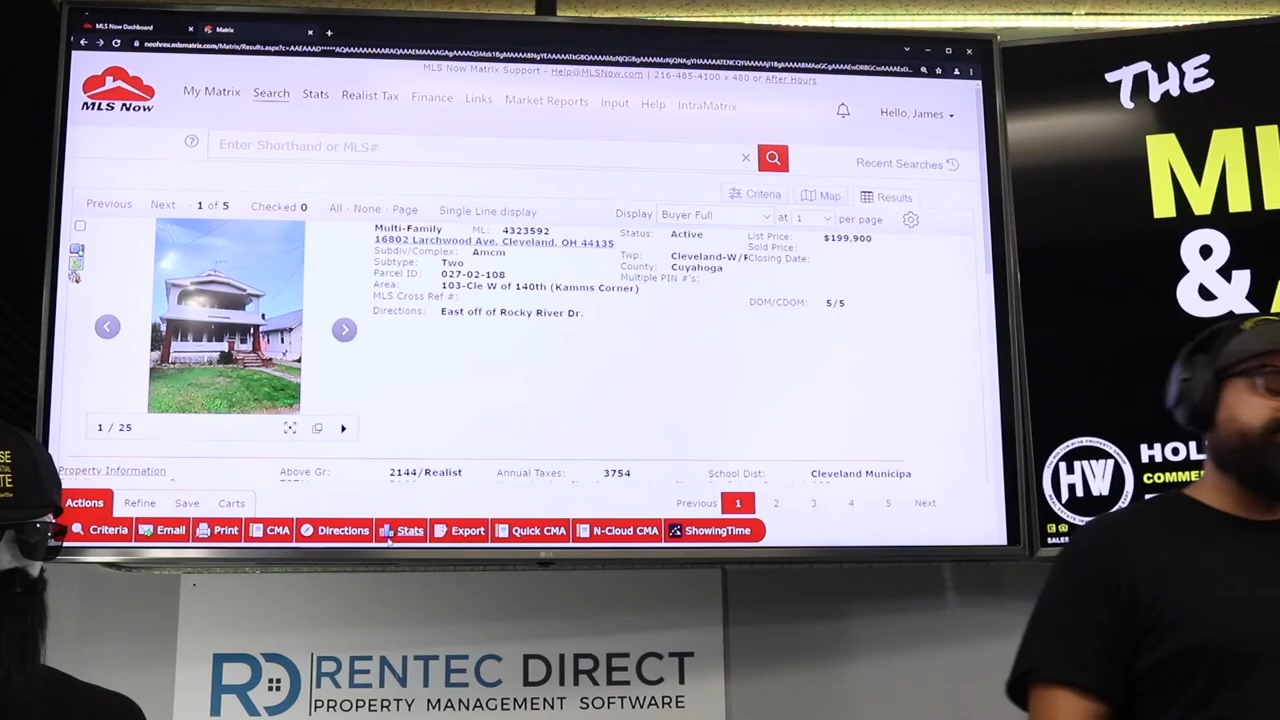 MLS Now Dashboard
Matrix
MLS Now Matrix Support - Help@MLSNow.com | 216-485-4100 x 480 or After Hours
MLS Now
My Matrix Search Stats Realist Tax Finance Links Market Reports Input Help IntraMatrix
Hello, James
Enter Shorthand or MLS#
Recent Searches
Criteria Map Results
Previous Next · 1 of 5 Checked 0 All · None · Page Single Line display Display Buyer Full at 1 per page
Multi-Family ML: 4323592 Status: Active List Price: $199,900
16802 Larchwood Ave, Cleveland, OH 44135 Sold Price:
Subdiv/Complex: Amcm Twp: Closing Date:
Subtype: Two County: Cuyahoga
Parcel ID: 027-02-108 Multiple PIN #'s:
Area: 103-Cle W of 140th (Kamms Corner)
MLS Cross Ref #: DOM/CDOM: 5/5
Directions: East off of Rocky River Dr.
1 / 25
Property Information Above Gr: 2144/Realist Annual Taxes: 3754 School Dist: Cleveland Municipa
Actions Refine Save Carts Previous 1 2 3 4 5 Next
Criteria Email Print CMA Directions Stats Export Quick CMA N-Cloud CMA ShowingTime
LG
THE
&
HW
RENTEC DIRECT
PROPERTY MANAGEMENT SOFTWARE